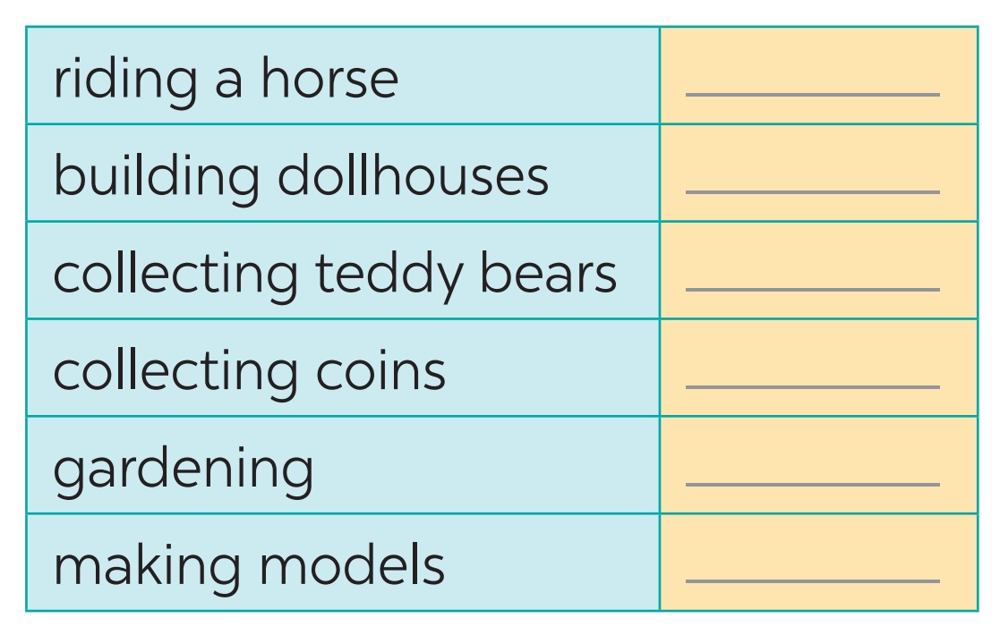 riding a horse
building dollhouses
collecting teddy bears
collecting coins
gardening
making models